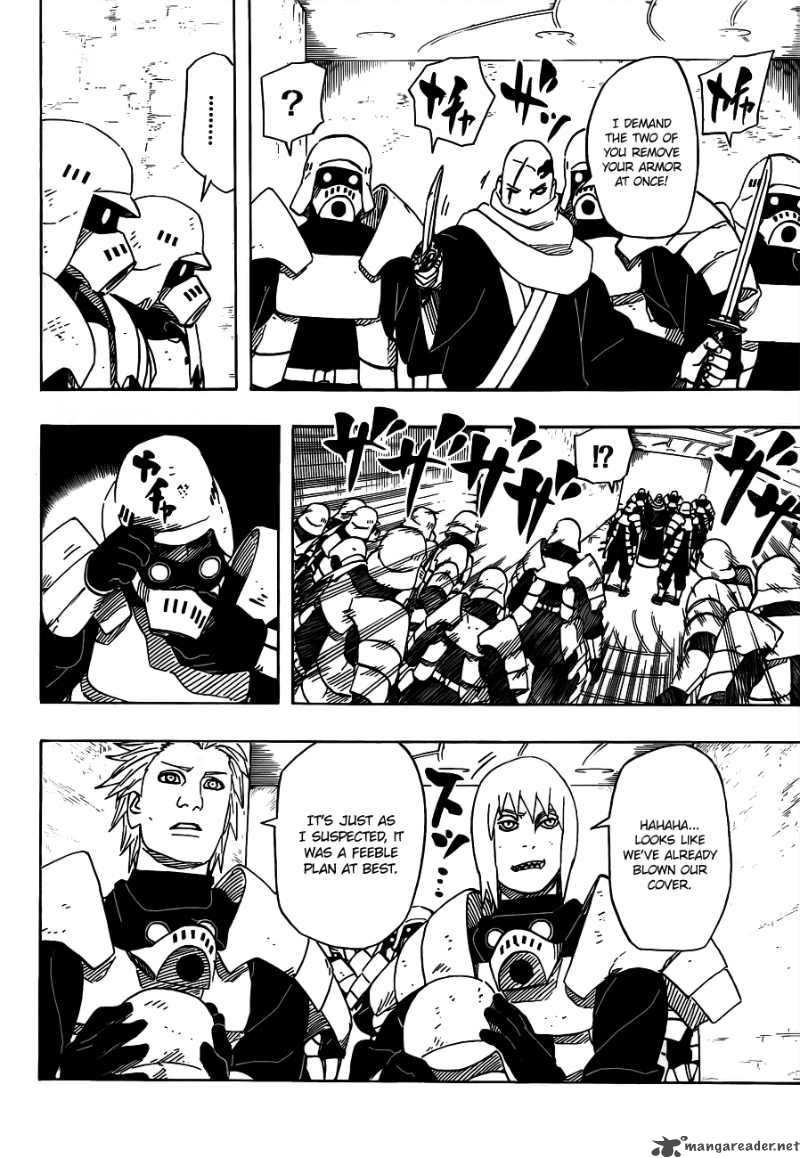 ガチャ
I DEMAND
THE TWO OF
YOU REMOVE
YOUR ARMOR
AT ONCE!
ザッ
ガチャ
?
.........
ザ
!?
ザ
ザ
ザ
ザ
ガチャ
HAHAHA...
LOOKS LIKE
WE'VE ALREADY
BLOWN OUR
COVER.
スッ...
IT'S JUST AS
I SUSPECTED, IT
WAS A FEEBLE
PLAN AT BEST.
mangareader.net